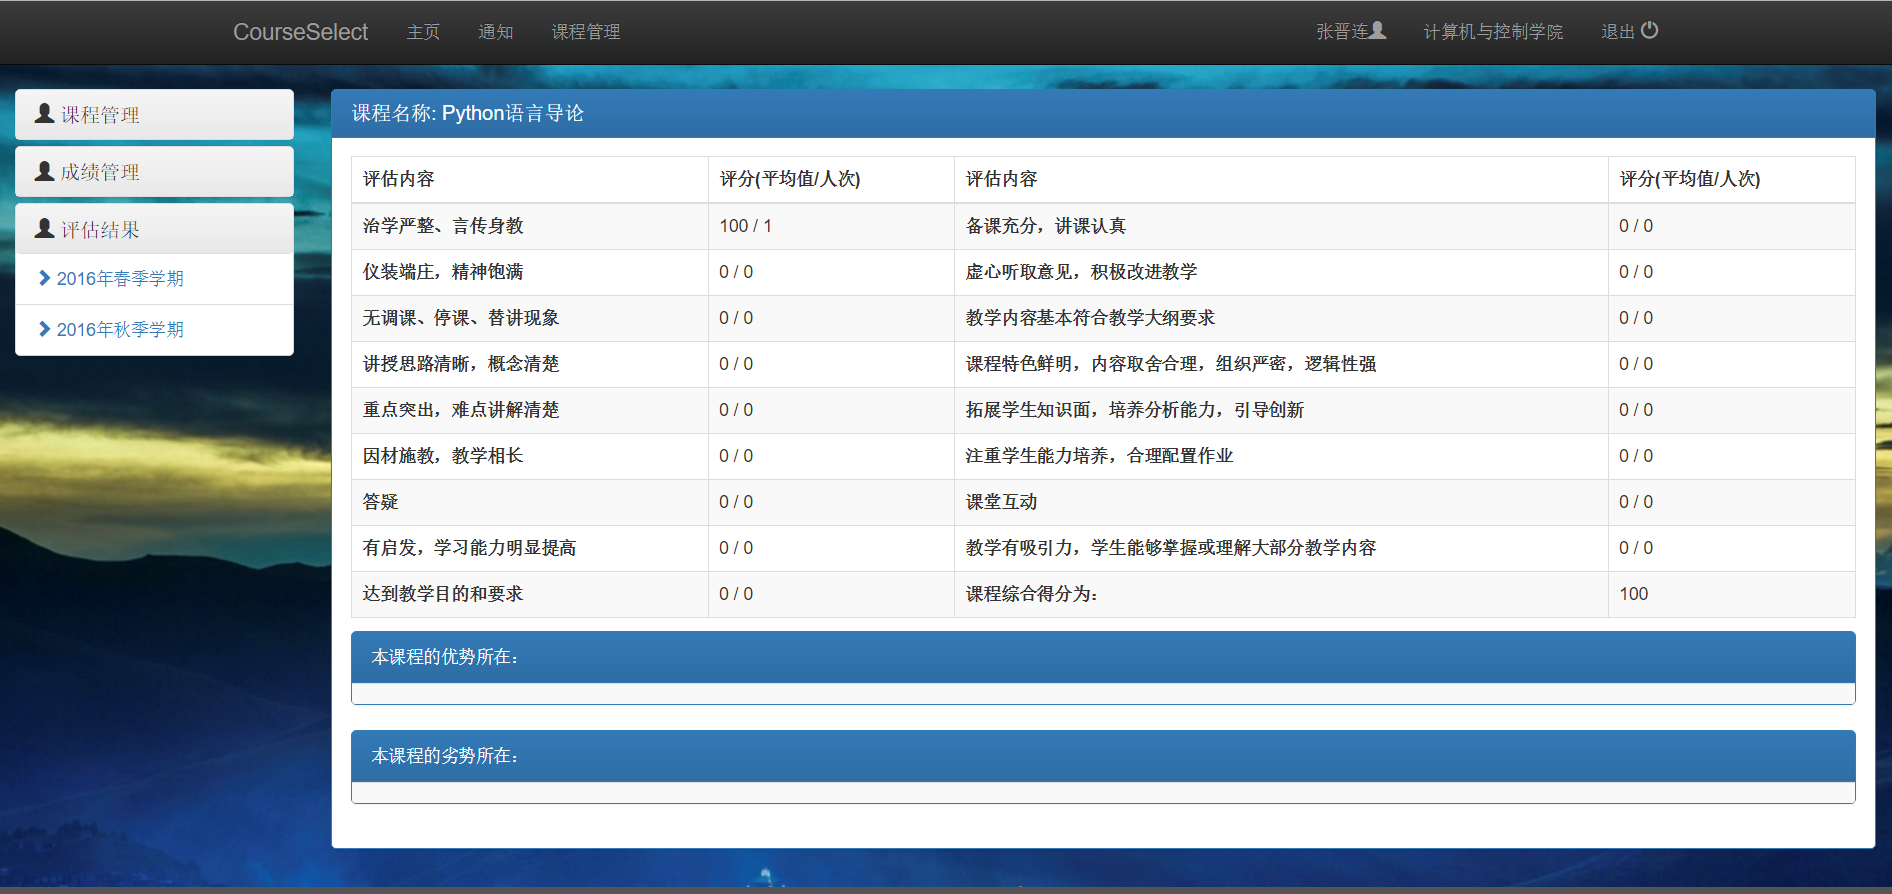 CourseSelect 主页 通知 课程管理 张晋连 计算机与控制学院 退出
课程管理
成绩管理
评估结果
2016年春季学期
2016年秋季学期
课程名称: Python语言导论
评估内容 评分(平均值/人次) 评估内容 评分(平均值/人次)
治学严整、言传身教 100 / 1 备课充分，讲课认真 0 / 0
仪装端庄，精神饱满 0 / 0 虚心听取意见，积极改进教学 0 / 0
无调课、停课、替讲现象 0 / 0 教学内容基本符合教学大纲要求 0 / 0
讲授思路清晰，概念清楚 0 / 0 课程特色鲜明，内容取舍合理，组织严密，逻辑性强 0 / 0
重点突出，难点讲解清楚 0 / 0 拓展学生知识面，培养分析能力，引导创新 0 / 0
因材施教，教学相长 0 / 0 注重学生能力培养，合理配置作业 0 / 0
答疑 0 / 0 课堂互动 0 / 0
有启发，学习能力明显提高 0 / 0 教学有吸引力，学生能够掌握或理解大部分教学内容 0 / 0
达到教学目的和要求 0 / 0 课程综合得分为： 100
本课程的优势所在：
本课程的劣势所在：